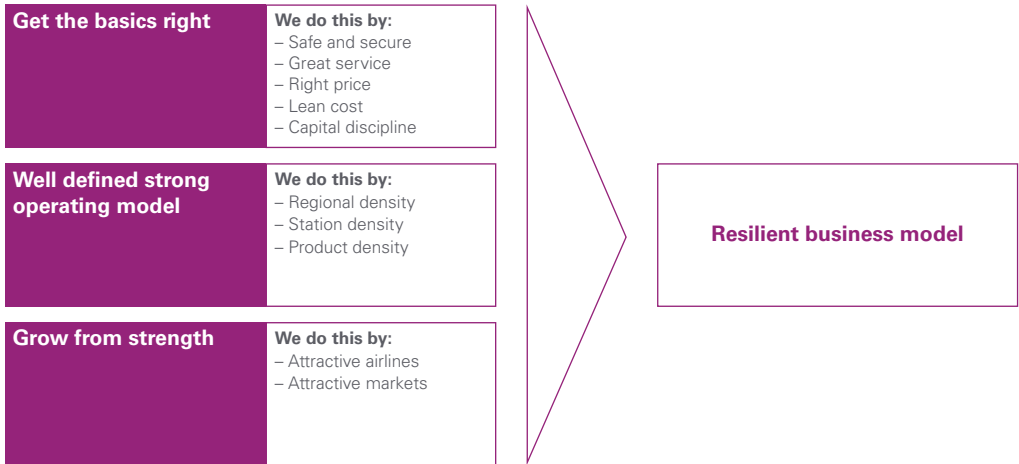 Get the basics right
We do this by:
– Safe and secure
– Great service
– Right price
– Lean cost
– Capital discipline
Well defined strong
operating model
We do this by:
– Regional density
– Station density
– Product density
Grow from strength
We do this by:
– Attractive airlines
– Attractive markets
Resilient business model